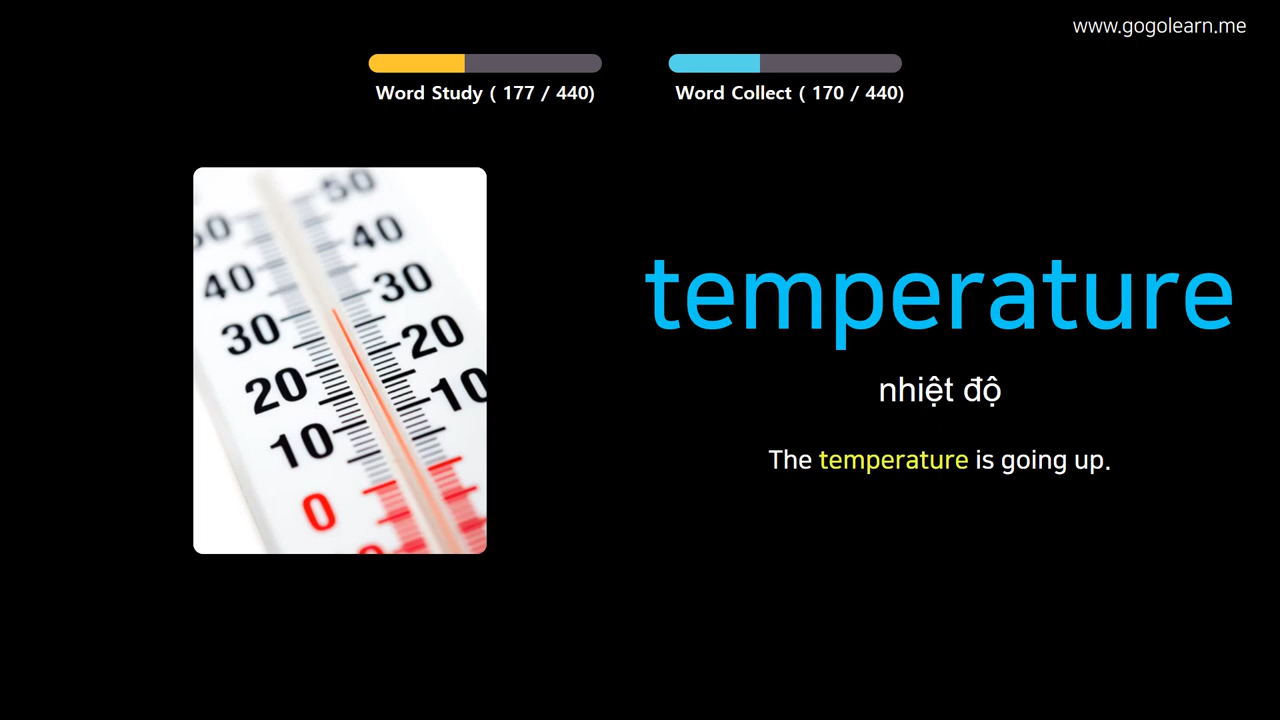 www.gogolearn.me
Word Study ( 177 / 440)
Word Collect ( 170 / 440)
50
50 40
40 30
30 20
20 10
10
0
temperature
nhiệt độ
The temperature is going up.